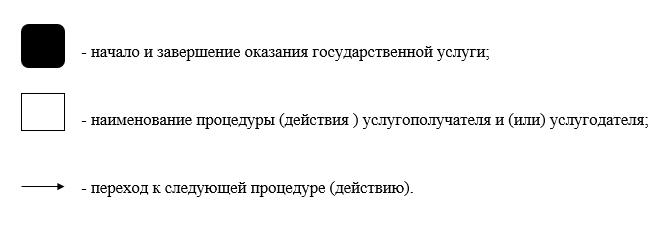 - начало и завершение оказания государственной услуги;
- наименование процедуры (действия ) услугополучателя и (или) услугодателя;
- переход к следующей процедуре (действию).